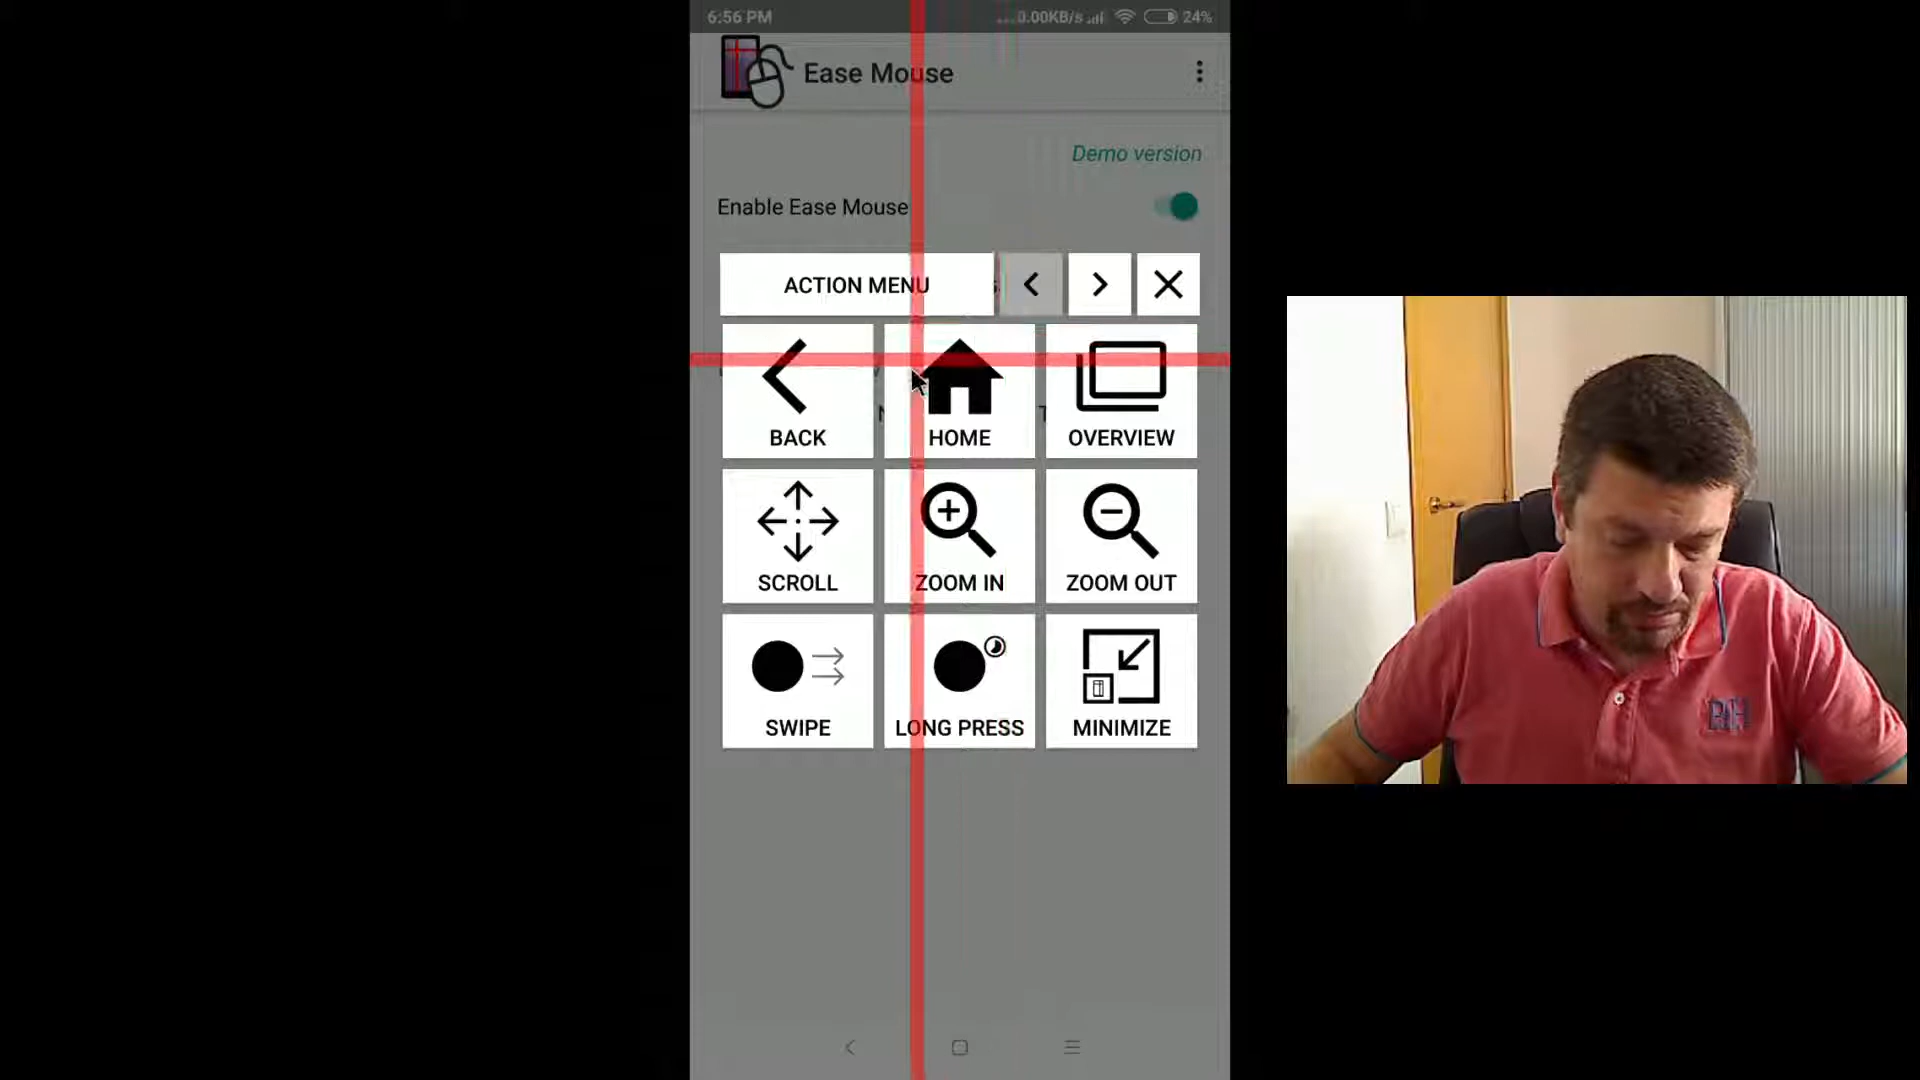 6:56 PM
...0.00KB/s
24%
Ease Mouse
Demo version
Enable Ease Mouse
ACTION MENU
BACK
HOME
OVERVIEW
SCROLL
ZOOM IN
ZOOM OUT
SWIPE
LONG PRESS
MINIMIZE